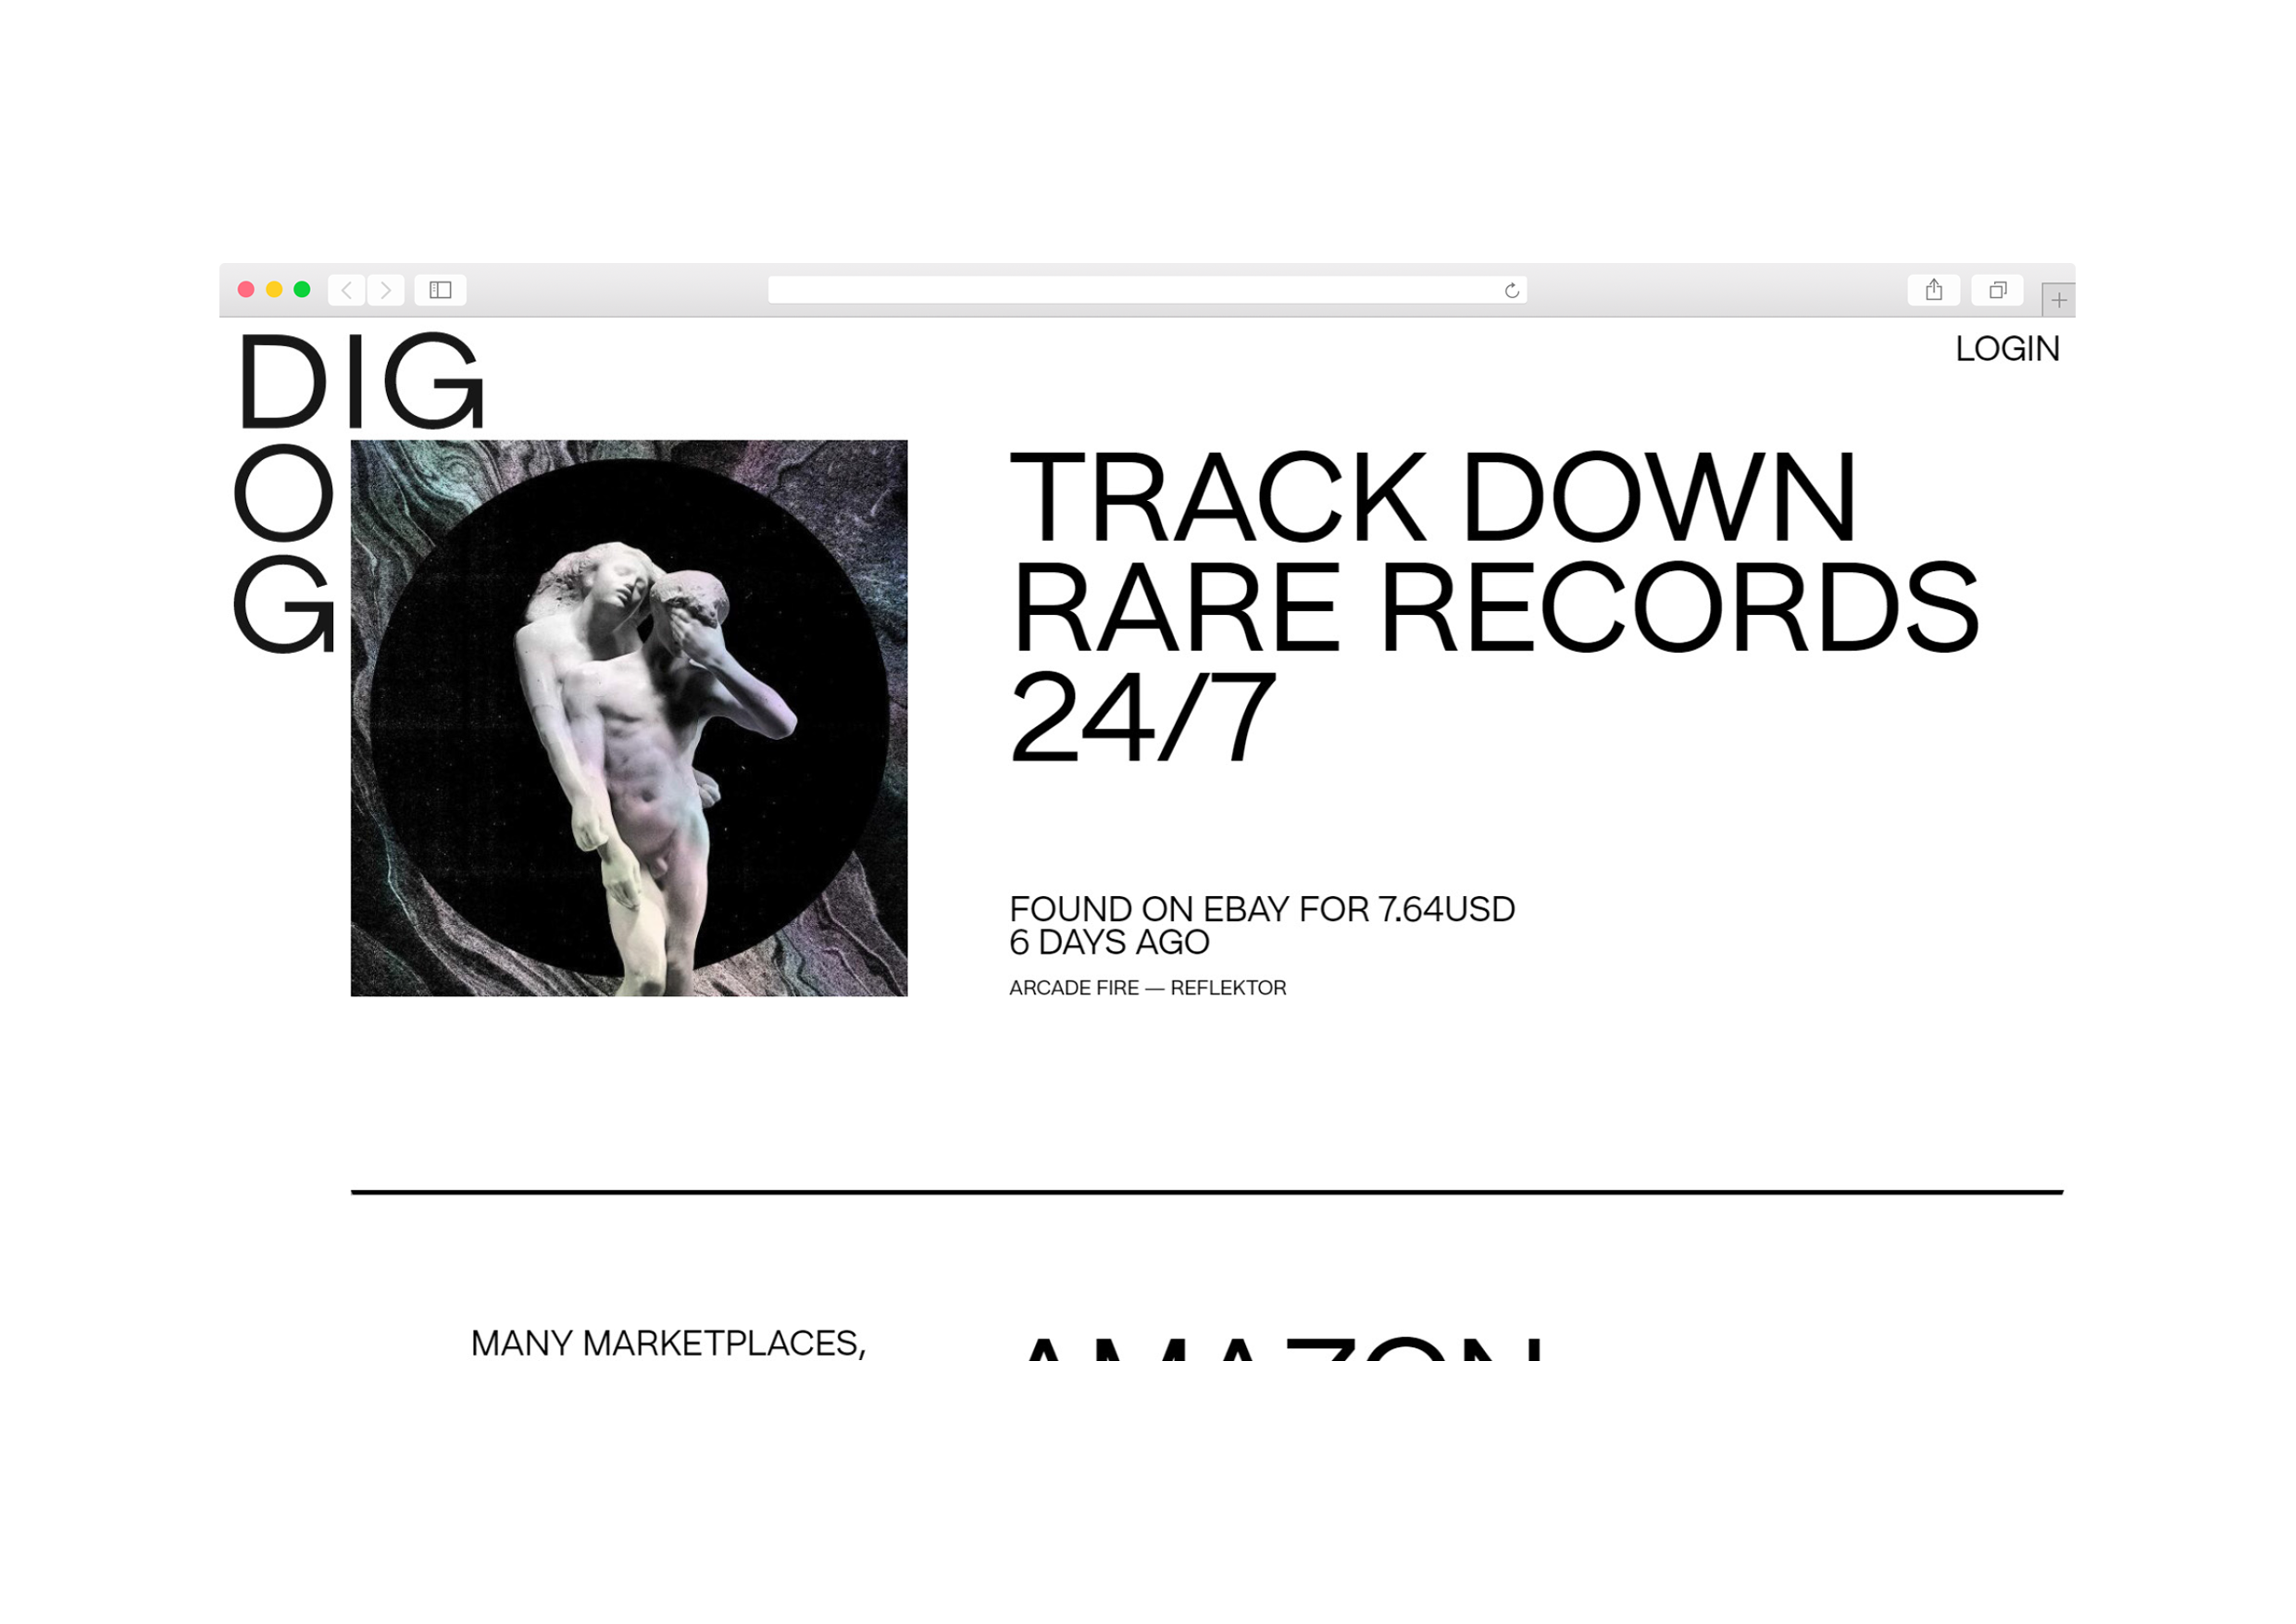 DIG
O
G
LOGIN
TRACK DOWN
RARE RECORDS
24/7
FOUND ON EBAY FOR 7.64USD
6 DAYS AGO
ARCADE FIRE — REFLEKTOR
MANY MARKETPLACES,
AMAZON